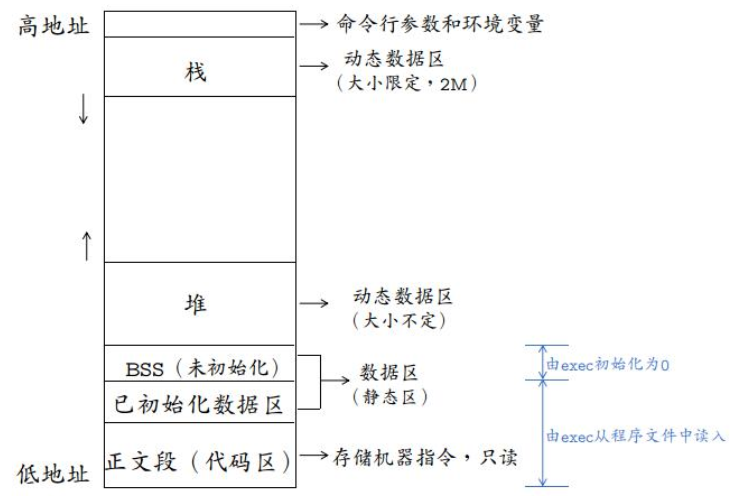 高地址
命令行参数和环境变量
栈
动态数据区
（大小限定，2M）
堆
动态数据区
（大小不定）
BSS（未初始化）
数据区
（静态区）
由exec初始化为0
已初始化数据区
由exec从程序文件中读入
低地址
正文段（代码区）
存储机器指令，只读